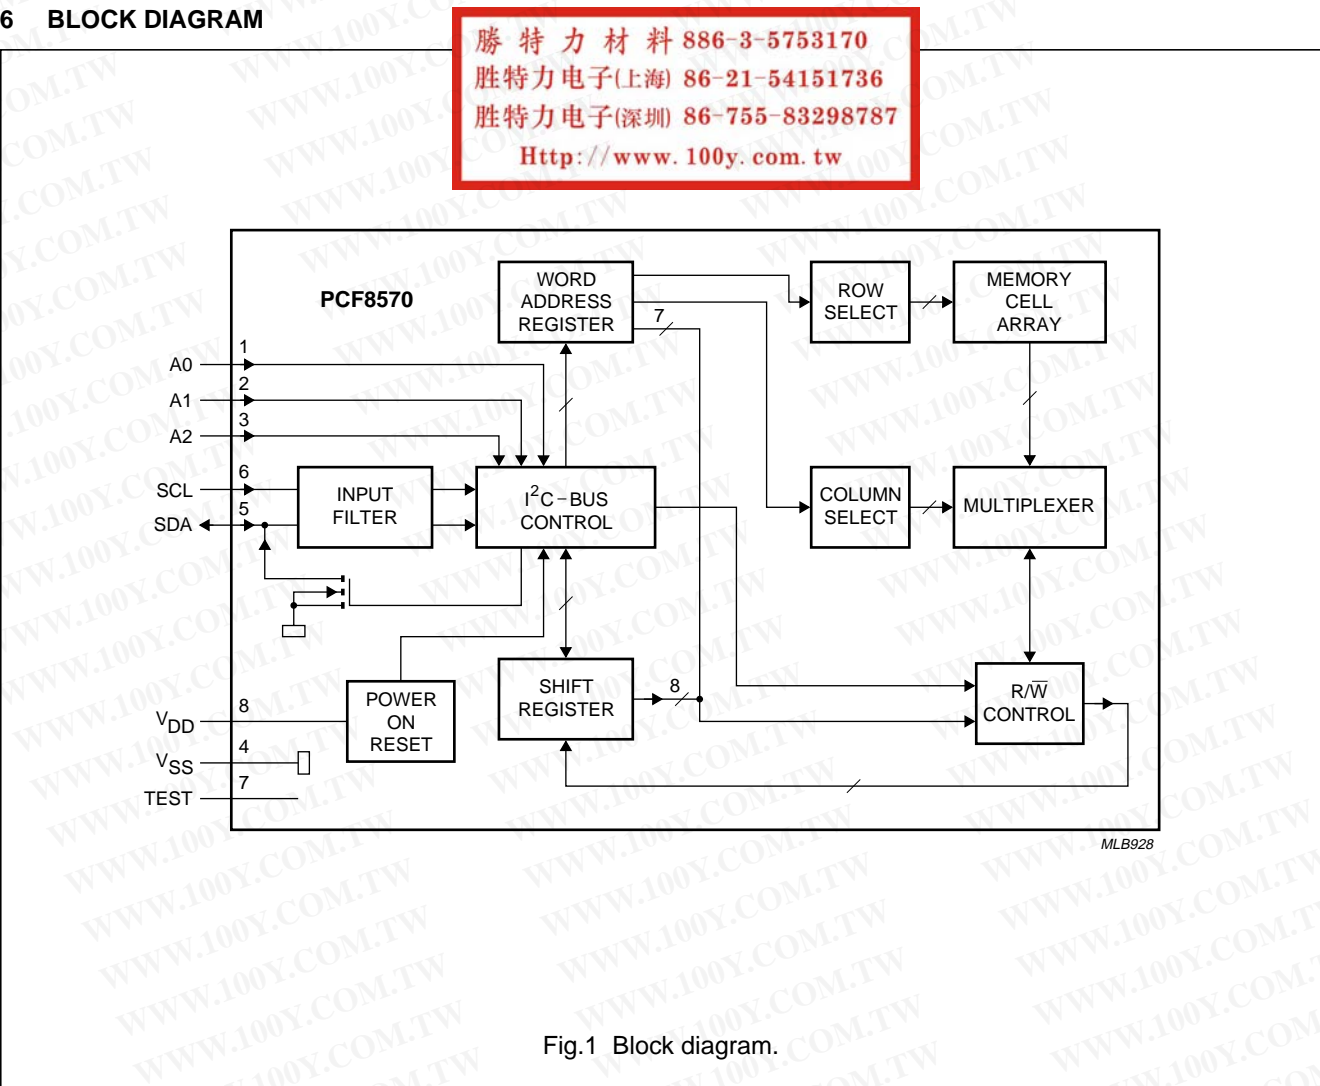 6 BLOCK DIAGRAM
勝特力材料 886-3-5753170
胜特力电子(上海) 86-21-54151736
胜特力电子(深圳) 86-755-83298787
Http://www.100y.com.tw
PCF8570
WORD
ADDRESS
REGISTER
7
ROW
SELECT
MEMORY
CELL
ARRAY
A0
1
A1
2
A2
3
SCL
6
SDA
5
INPUT
FILTER
I²C-BUS
CONTROL
COLUMN
SELECT
MULTIPLEXER
POWER
ON
RESET
SHIFT
REGISTER
8
R/W̅
CONTROL
VDD
8
VSS
4
TEST
7
MLB928
Fig.1 Block diagram.
WWW.100Y.COM.TW